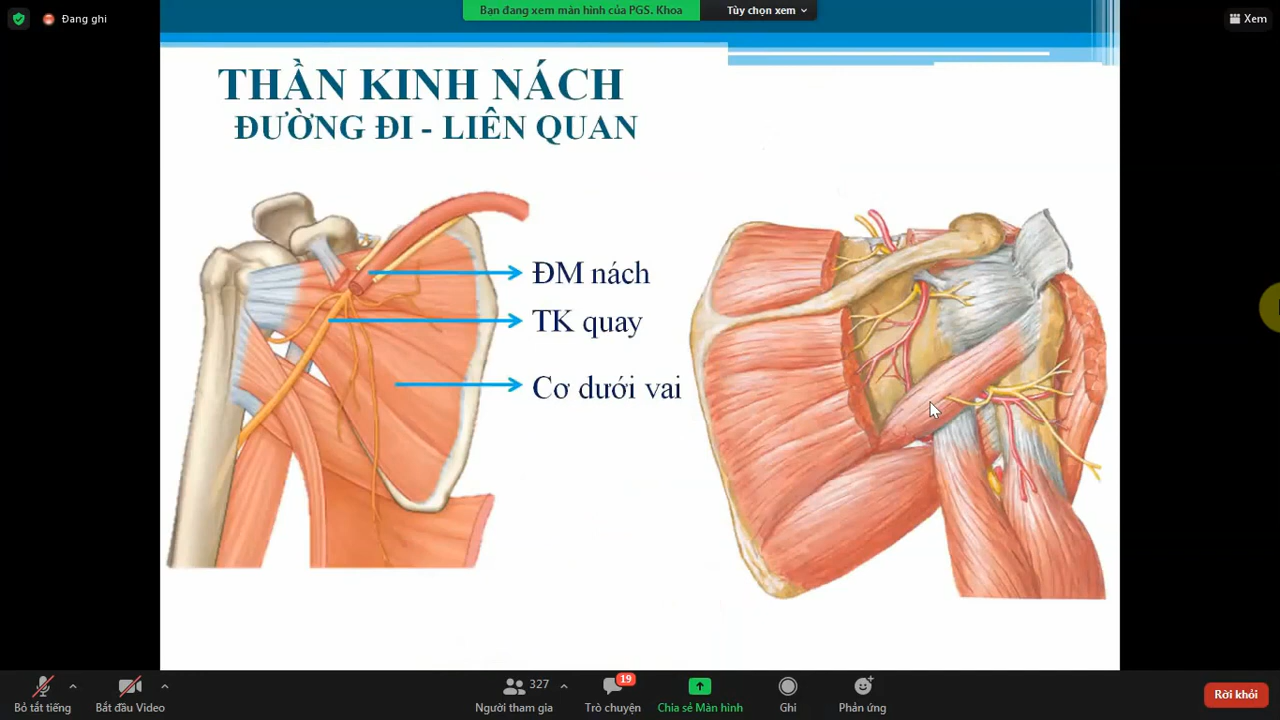 Đang ghi
Bạn đang xem màn hình của PGS. Khoa
Tùy chọn xem
Xem
THẦN KINH NÁCH
ĐƯỜNG ĐI - LIÊN QUAN
ĐM nách
TK quay
Cơ dưới vai
Bỏ tắt tiếng
Bắt đầu Video
327
Người tham gia
19
Trò chuyện
Chia sẻ Màn hình
Ghi
Phản ứng
Rời khỏi